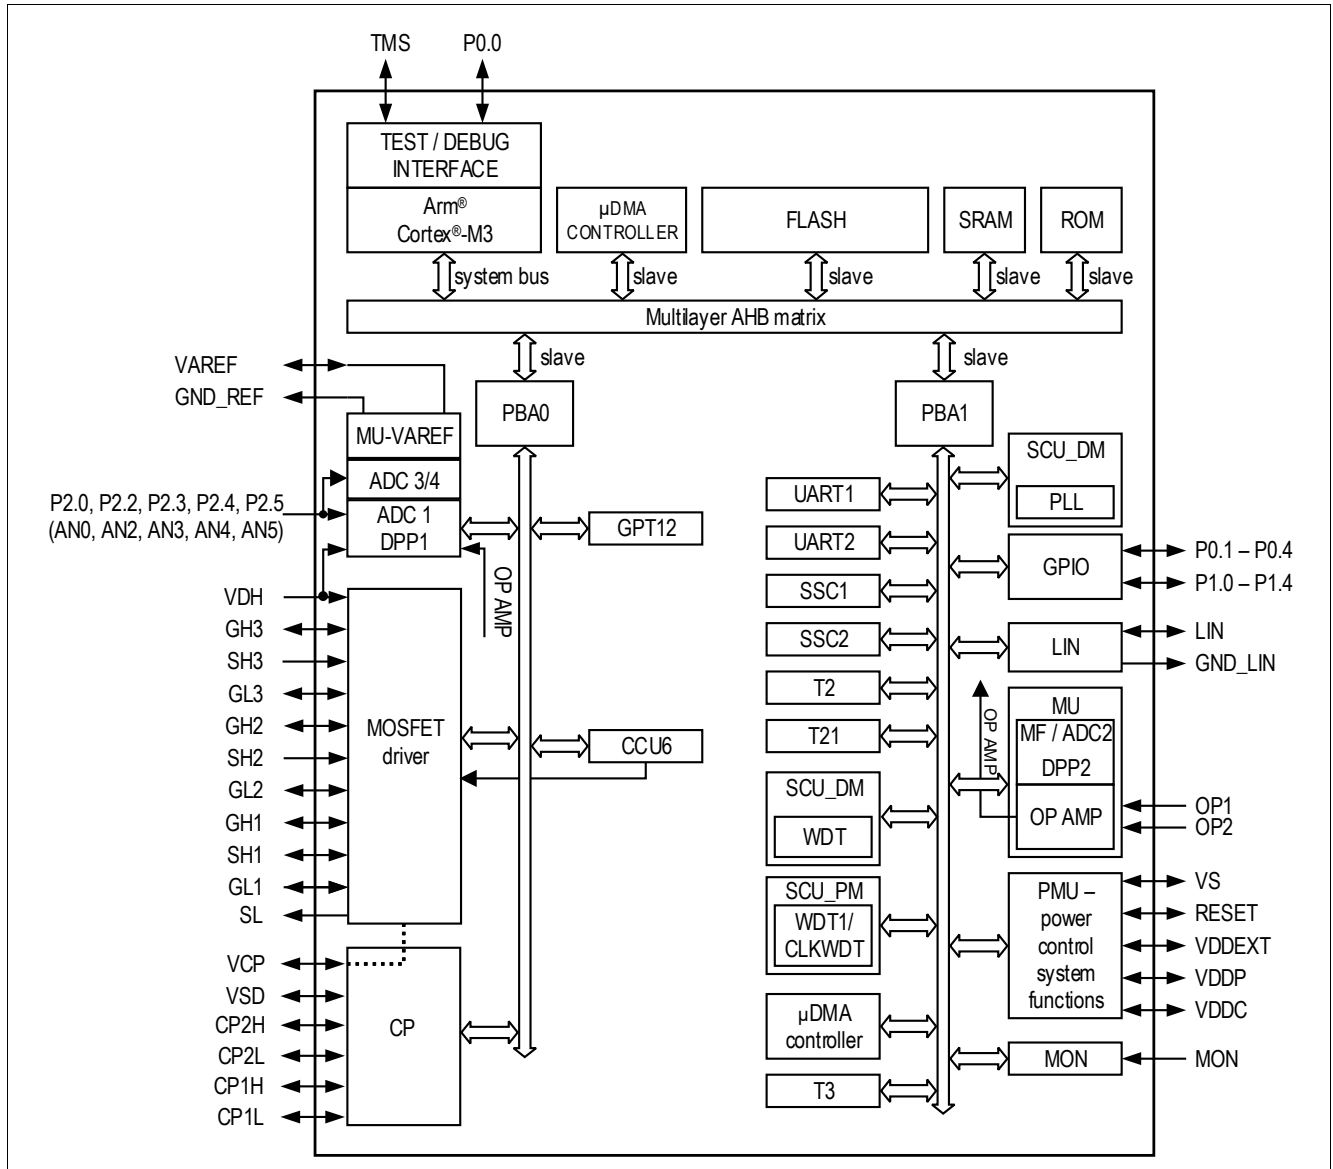 TMS
P0.0
TEST / DEBUG
INTERFACE
Arm®
Cortex®-M3
µDMA
CONTROLLER
FLASH
SRAM
ROM
system bus
slave
slave
slave
slave
Multilayer AHB matrix
slave
slave
VAREF
GND_REF
PBA0
PBA1
MU-VAREF
ADC 3/4
ADC 1
DPP1
P2.0, P2.2, P2.3, P2.4, P2.5
(AN0, AN2, AN3, AN4, AN5)
GPT12
OP AMP
VDH
GH3
SH3
GL3
GH2
SH2
GL2
GH1
SH1
GL1
SL
MOSFET
driver
CCU6
VCP
VSD
CP2H
CP2L
CP1H
CP1L
CP
UART1
UART2
SSC1
SSC2
T2
T21
SCU_DM
WDT
SCU_PM
WDT1/
CLKWDT
µDMA
controller
T3
SCU_DM
PLL
GPIO
P0.1 – P0.4
P1.0 – P1.4
LIN
LIN
GND_LIN
OP AMP
MU
MF / ADC2
DPP2
OP AMP
OP1
OP2
PMU –
power
control
system
functions
VS
RESET
VDDEXT
VDDP
VDDC
MON
MON